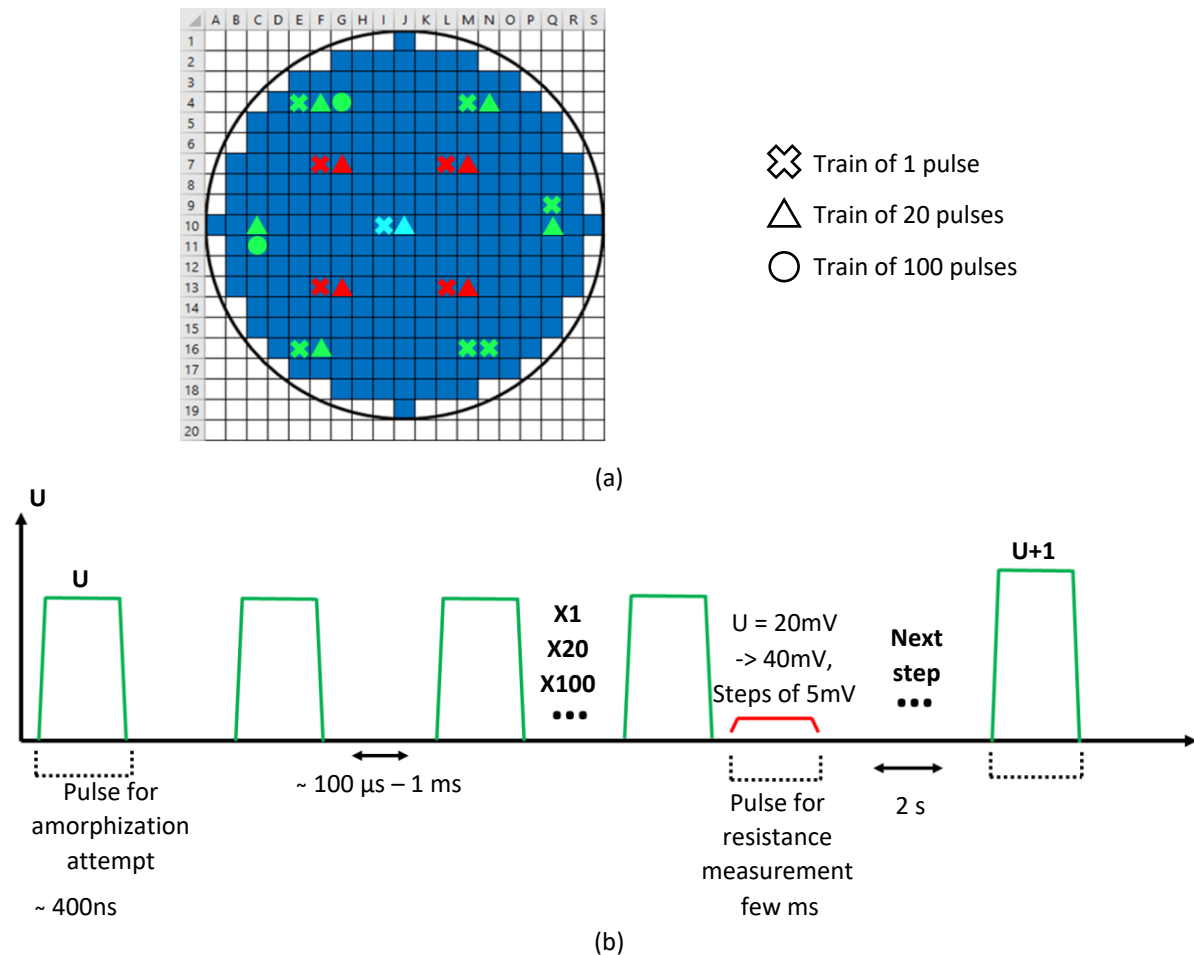 A B C D E F G H I J K L M N O P Q R S
1
2
3
4
5
6
7
8
9
10
11
12
13
14
15
16
17
18
19
20
Train of 1 pulse
Train of 20 pulses
Train of 100 pulses
(a)
U
U
X1
X20
X100
•••
U = 20mV
-> 40mV,
Steps of 5mV
Next
step
•••
U+1
Pulse for
amorphization
attempt
~ 400ns
~ 100 µs – 1 ms
Pulse for
resistance
measurement
few ms
2 s
(b)